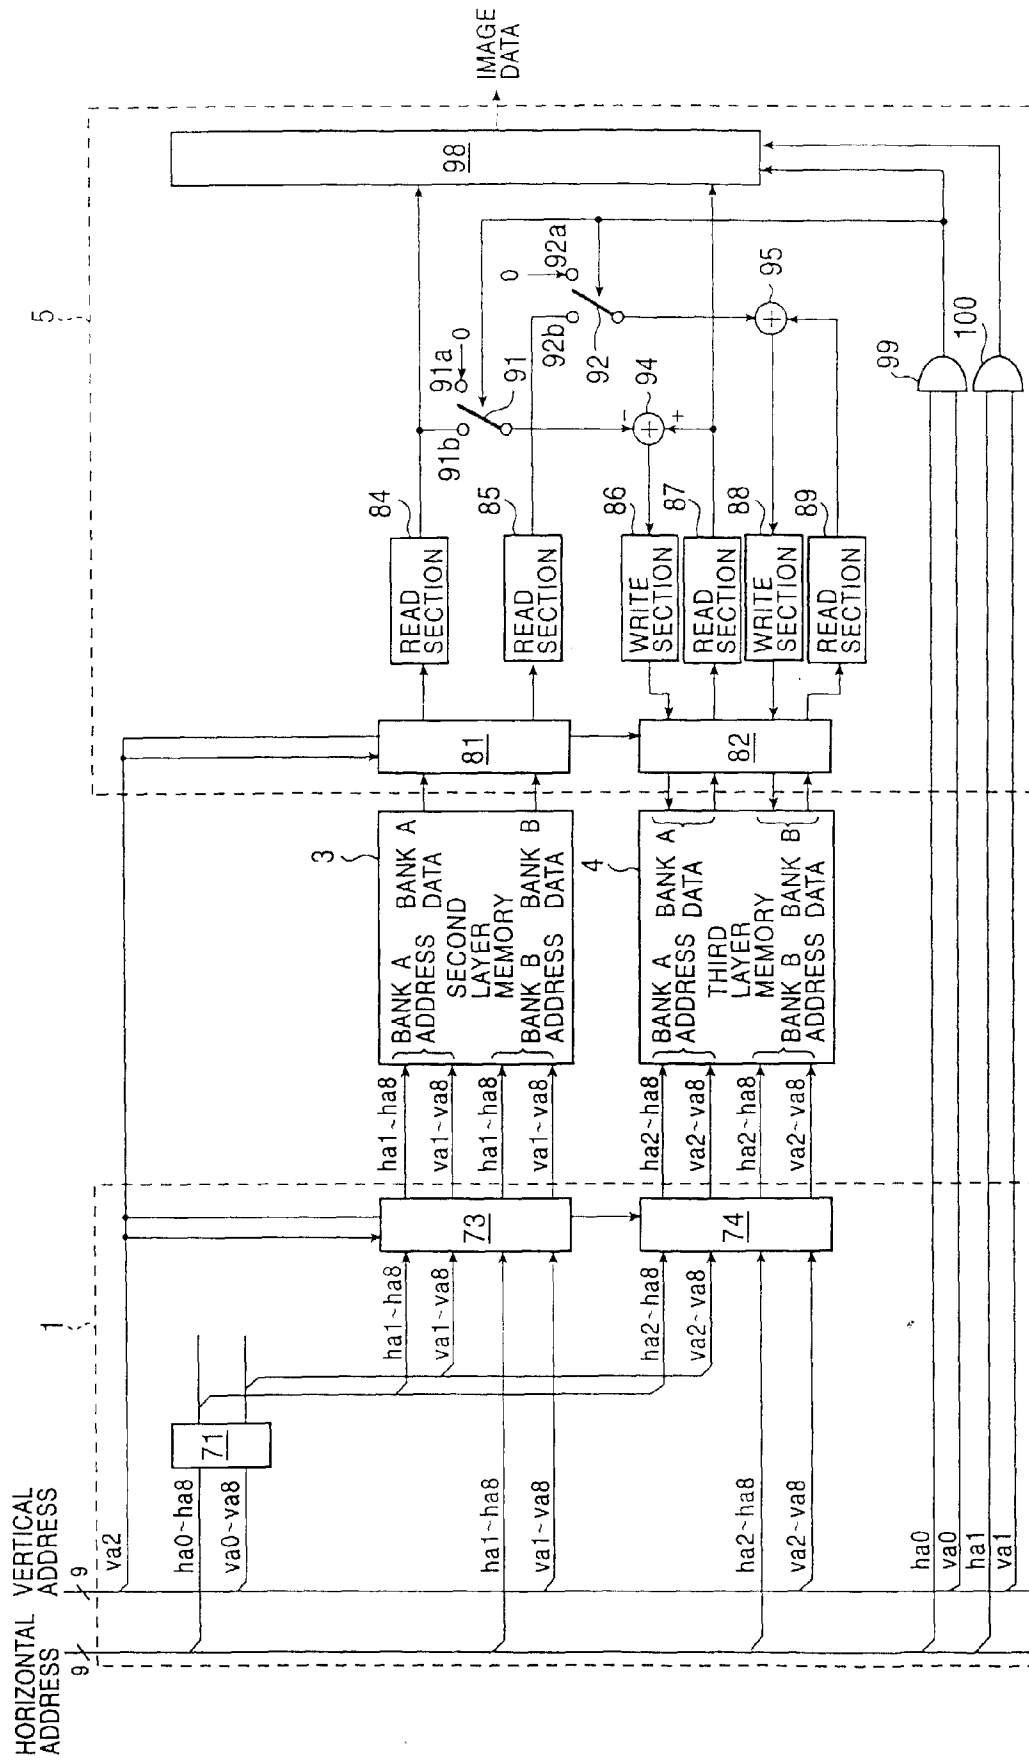 HORIZONTAL
ADDRESS
VERTICAL
ADDRESS
9
9
1
5
va2
ha0~ha8
va0~va8
71
ha1~ha8
va1~va8
ha1~ha8
va1~va8
73
ha1~ha8
va1~va8
ha1~ha8
va1~va8
ha2~ha8
va2~va8
ha2~ha8
va2~va8
74
ha2~ha8
va2~va8
ha2~ha8
va2~va8
3
BANK A
ADDRESS
BANK A
DATA
SECOND
LAYER
MEMORY
BANK B
ADDRESS
BANK B
DATA
4
BANK A
ADDRESS
BANK A
DATA
THIRD
LAYER
MEMORY
BANK B
ADDRESS
BANK B
DATA
81
82
READ
SECTION
84
READ
SECTION
85
WRITE
SECTION
86
READ
SECTION
87
WRITE
SECTION
88
READ
SECTION
89
91b
91a
0
91
92b
92a
0
92
-
+
94
+
+
95
98
IMAGE
DATA
ha0
va0
ha1
va1
99
100